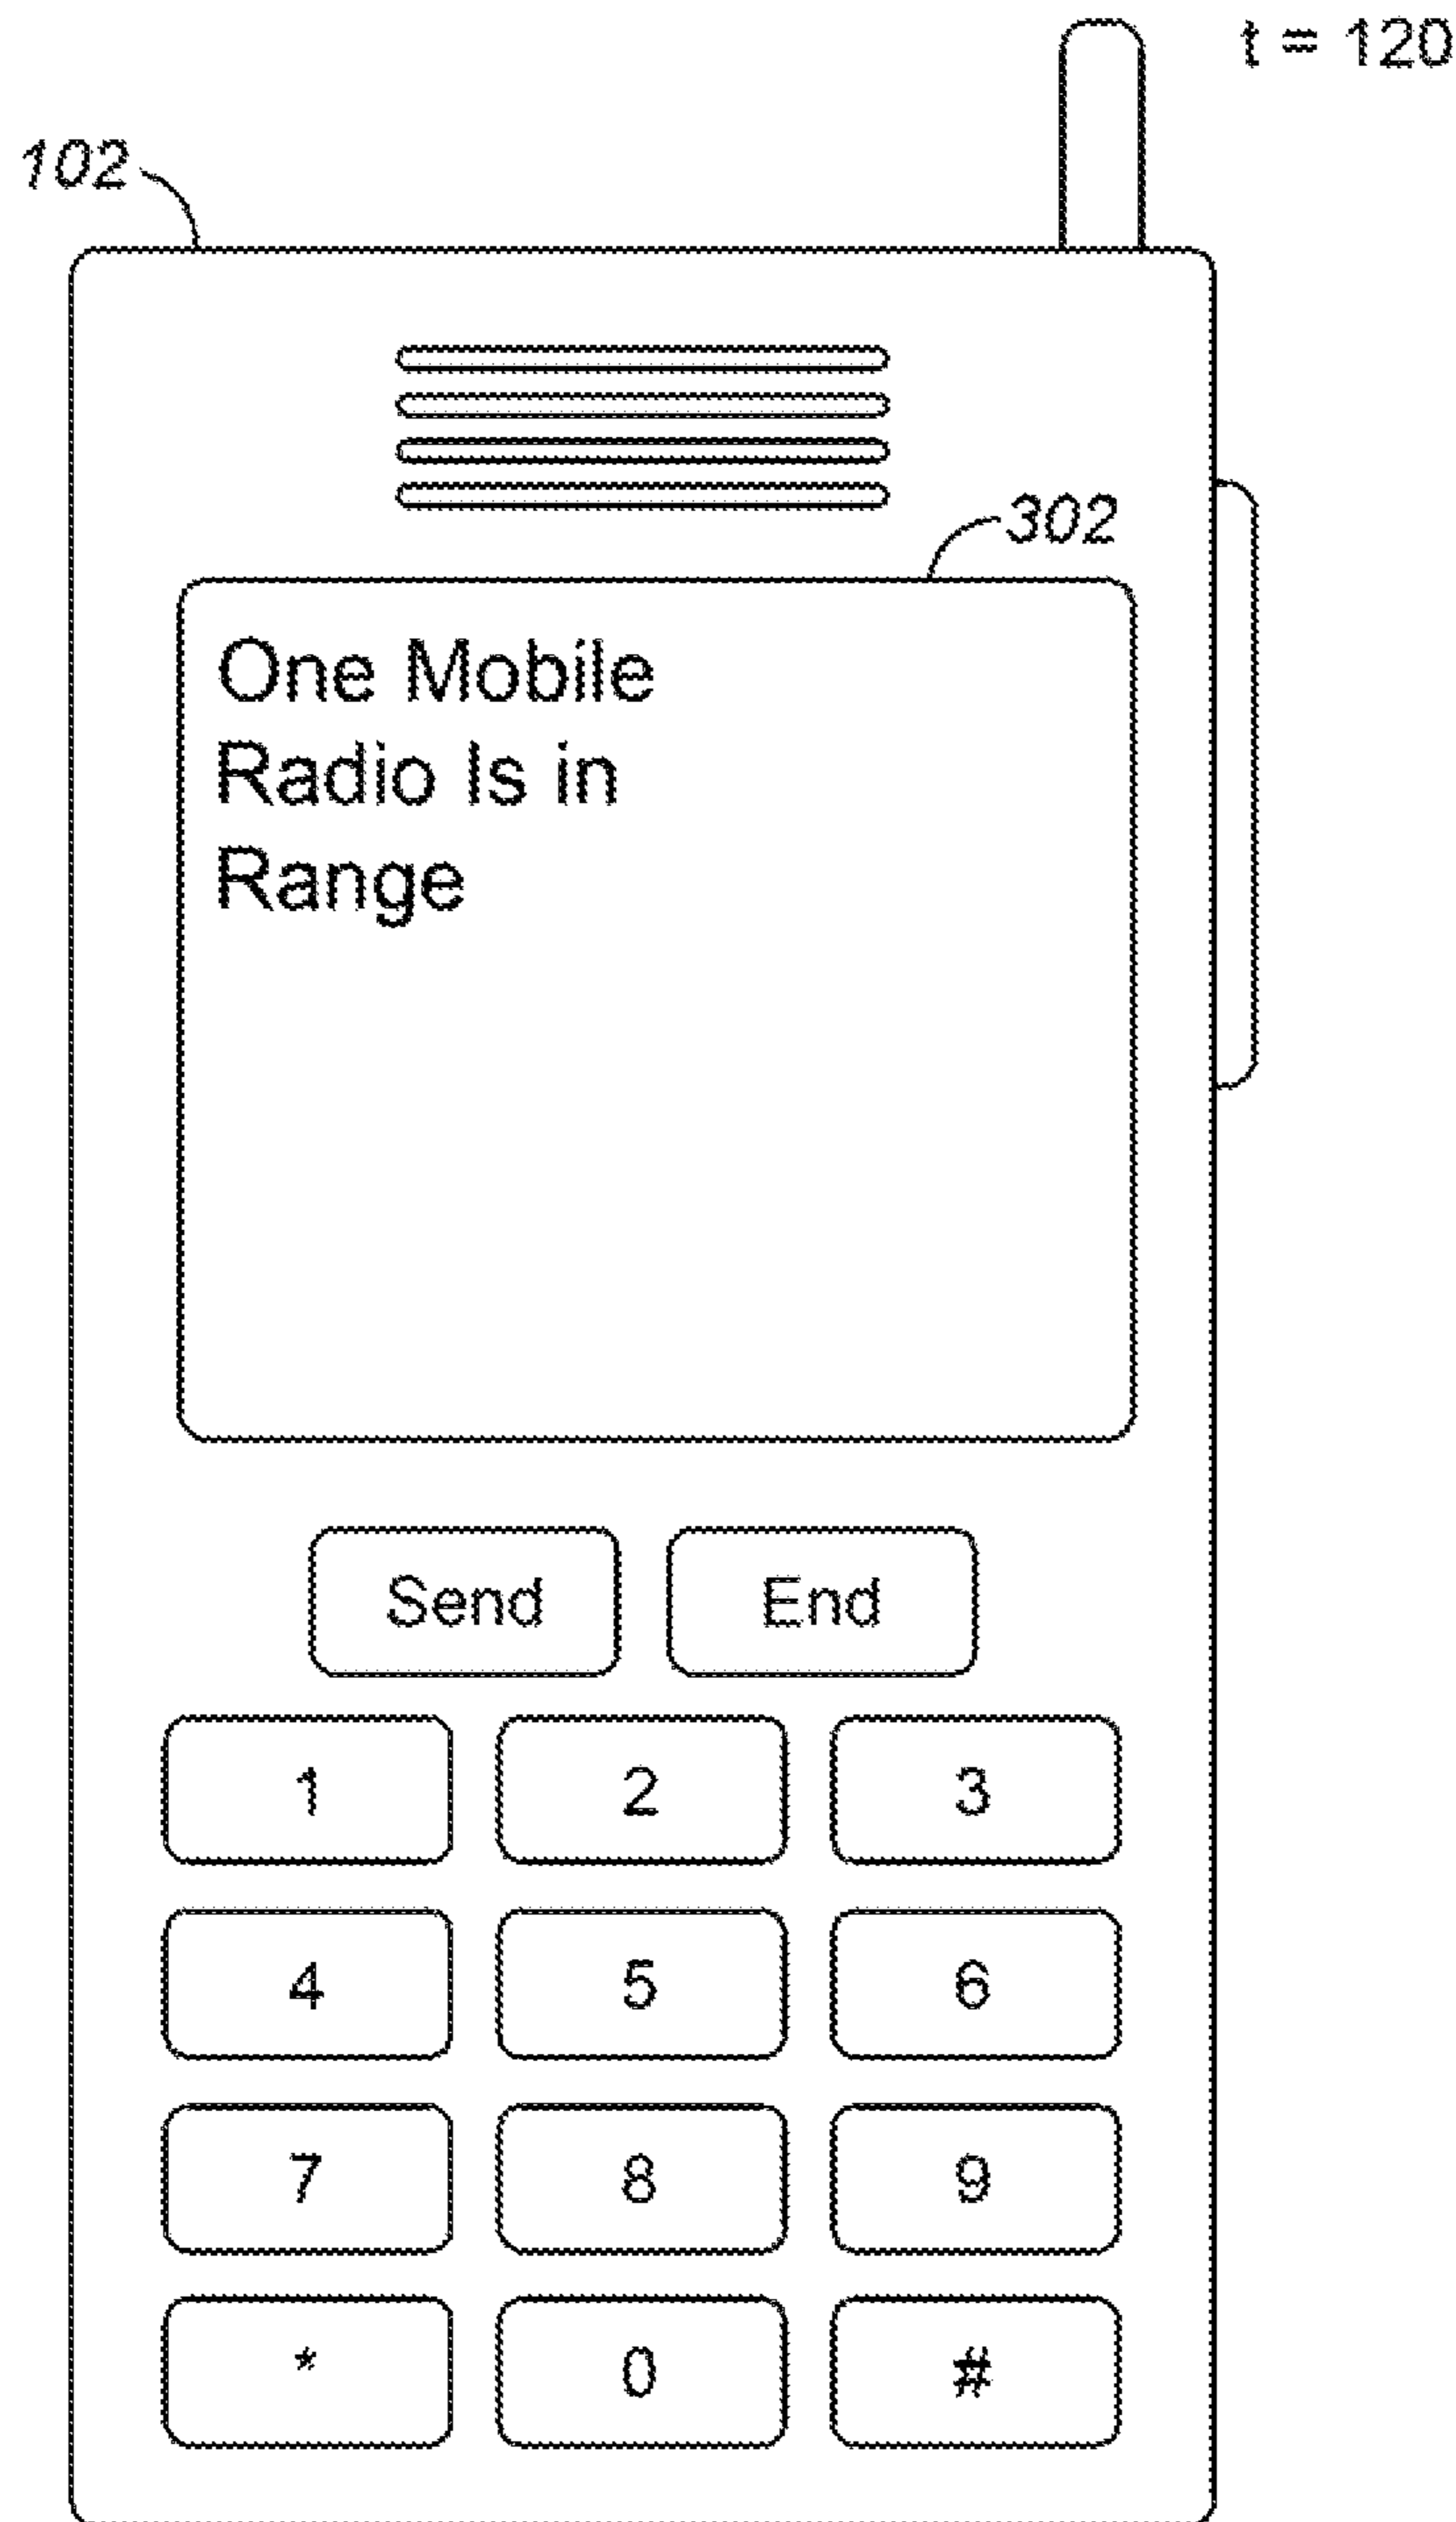 t = 120
102
302
One Mobile
Radio Is in
Range
Send End
1 2 3
4 5 6
7 8 9
* 0 #